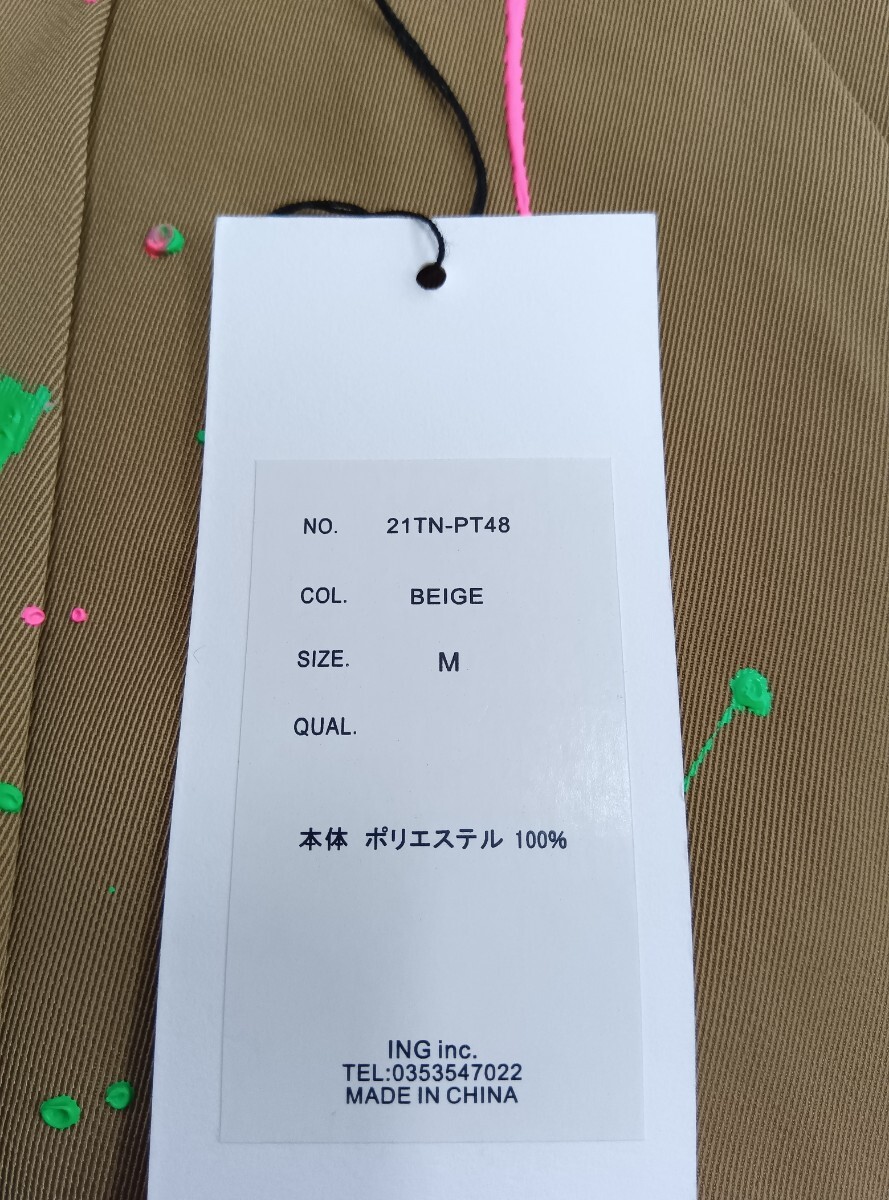 NO. 21TN-PT48
COL. BEIGE
SIZE. M
QUAL.
本体 ポリエステル 100%
ING inc.
TEL:0353547022
MADE IN CHINA